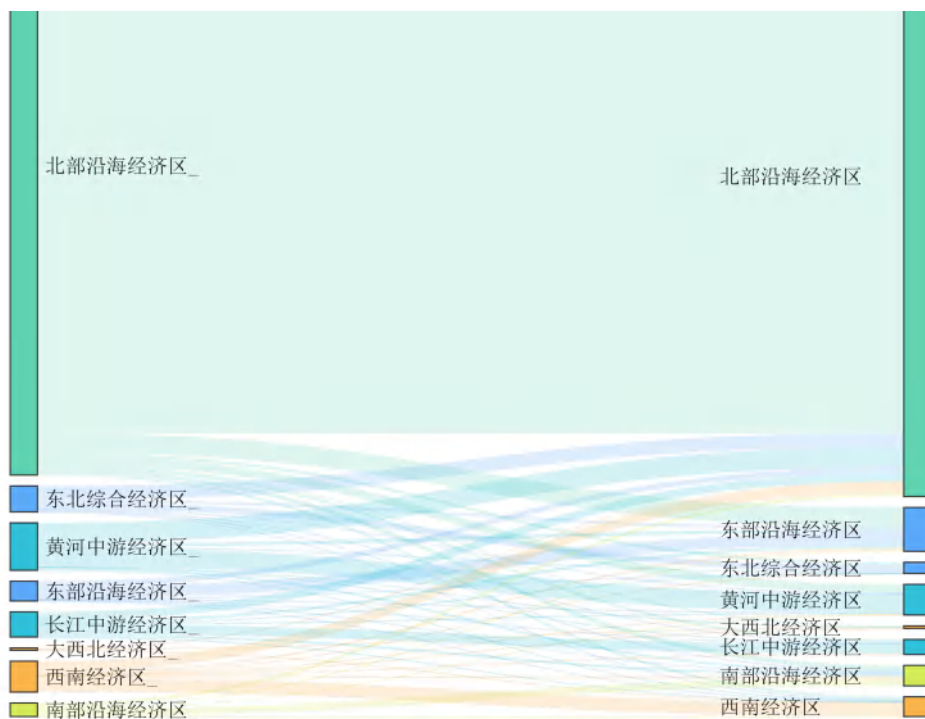 北部沿海经济区_
东北综合经济区_
黄河中游经济区_
东部沿海经济区_
长江中游经济区_
大西北经济区_
西南经济区_
南部沿海经济区
北部沿海经济区
东部沿海经济区
东北综合经济区
黄河中游经济区
大西北经济区
长江中游经济区
南部沿海经济区
西南经济区